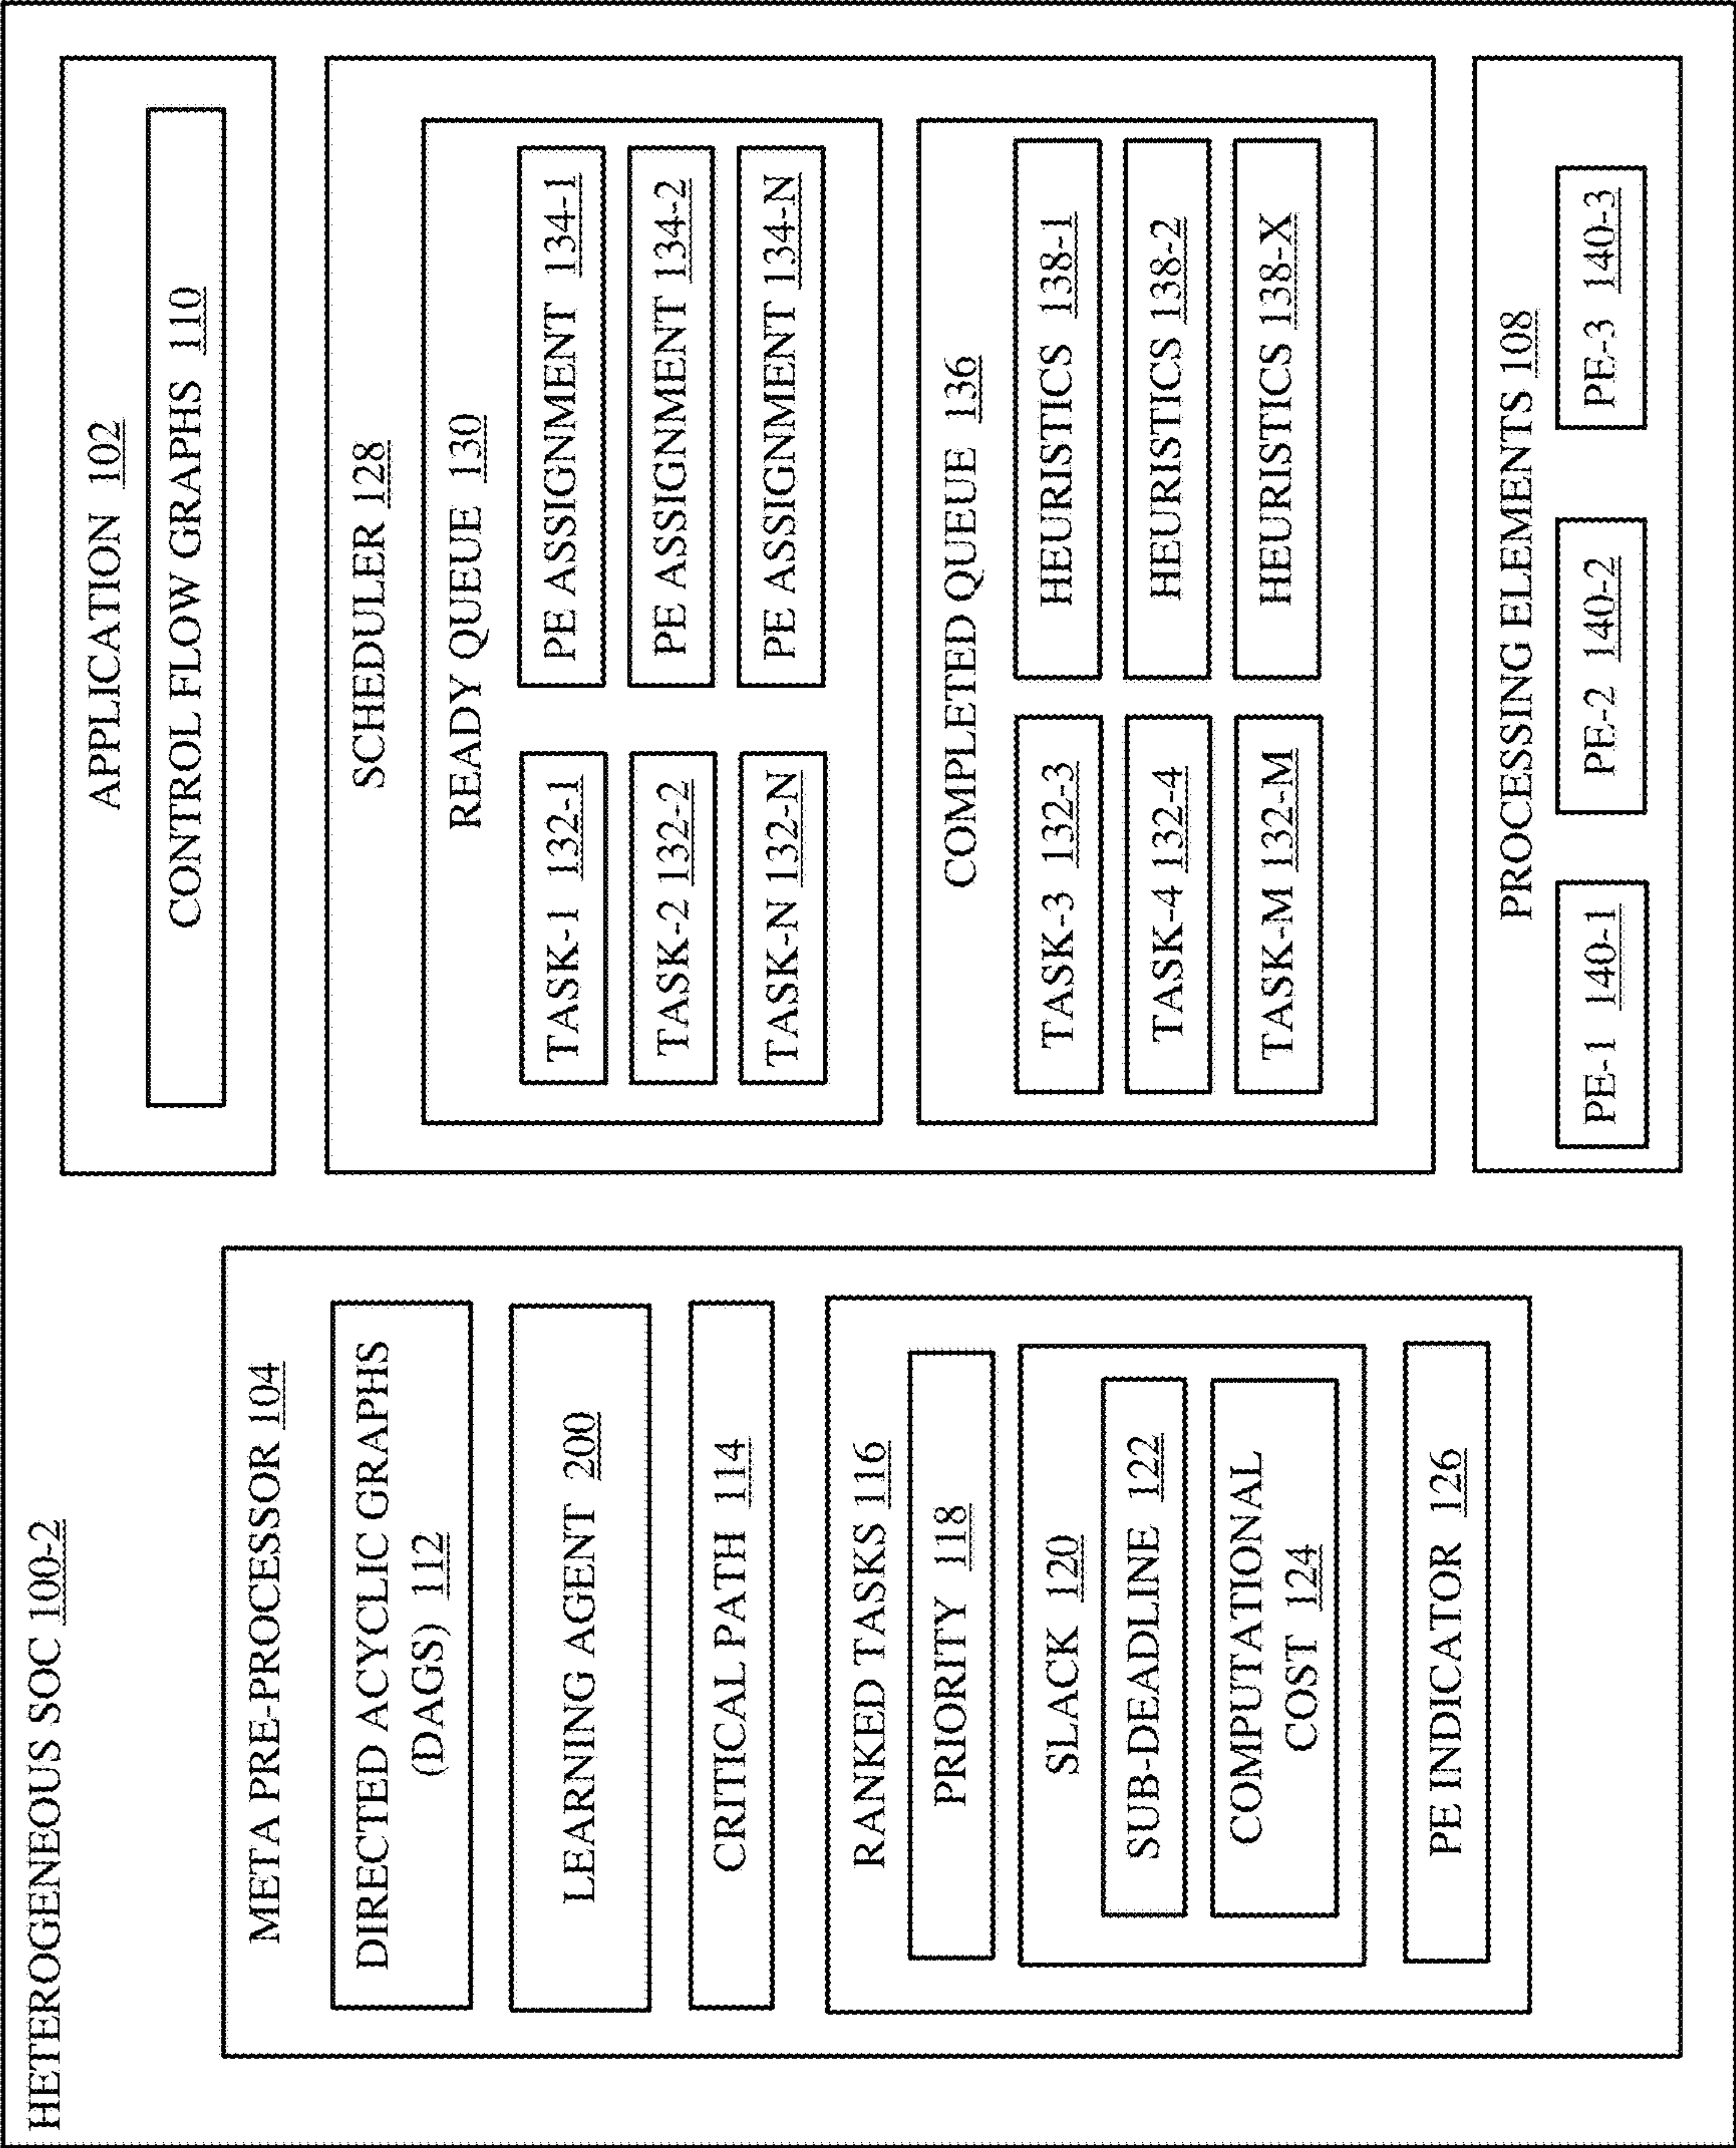 HETEROGENEOUS SOC 100-2
META PRE-PROCESSOR 104
DIRECTED ACYCLIC GRAPHS
(DAGS) 112
LEARNING AGENT 200
CRITICAL PATH 114
RANKED TASKS 116
PRIORITY 118
SLACK 120
SUB-DEADLINE 122
COMPUTATIONAL
COST 124
PE INDICATOR 126
APPLICATION 102
CONTROL FLOW GRAPHS 110
SCHEDULER 128
READY QUEUE 130
TASK-1 132-1
PE ASSIGNMENT 134-1
TASK-2 132-2
PE ASSIGNMENT 134-2
TASK-N 132-N
PE ASSIGNMENT 134-N
COMPLETED QUEUE 136
TASK-3 132-3
HEURISTICS 138-1
TASK-4 132-4
HEURISTICS 138-2
TASK-M 132-M
HEURISTICS 138-X
PROCESSING ELEMENTS 108
PE-1 140-1
PE-2 140-2
PE-3 140-3